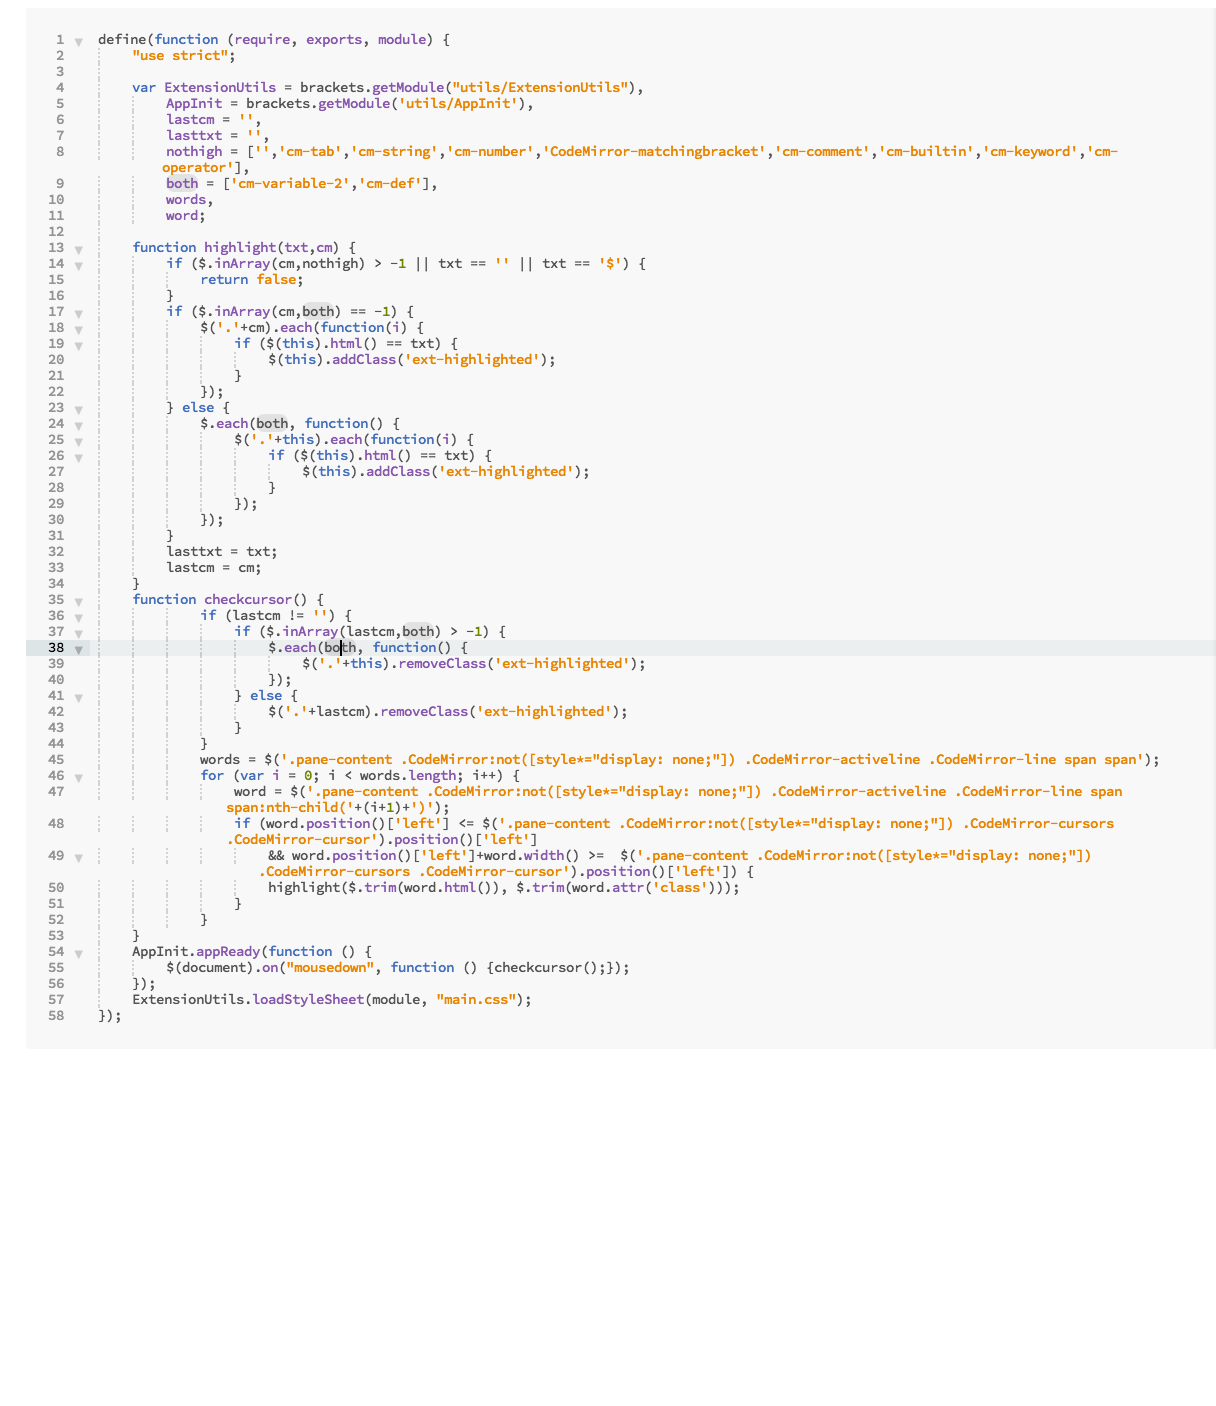 1 define(function (require, exports, module) {
2 "use strict";
3
4 var ExtensionUtils = brackets.getModule("utils/ExtensionUtils"),
5 AppInit = brackets.getModule('utils/AppInit'),
6 lastcm = '',
7 lasttxt = '',
8 nothigh = ['','cm-tab','cm-string','cm-number','CodeMirror-matchingbracket','cm-comment','cm-builtin','cm-keyword','cm-
operator'],
9 both = ['cm-variable-2','cm-def'],
10 words,
11 word;
12
13 function highlight(txt,cm) {
14 if ($.inArray(cm,nothigh) > -1 || txt == '' || txt == '$') {
15 return false;
16 }
17 if ($.inArray(cm,both) == -1) {
18 $('.'+cm).each(function(i) {
19 if ($(this).html() == txt) {
20 $(this).addClass('ext-highlighted');
21 }
22 });
23 } else {
24 $.each(both, function() {
25 $('.'+this).each(function(i) {
26 if ($(this).html() == txt) {
27 $(this).addClass('ext-highlighted');
28 }
29 });
30 });
31 }
32 lasttxt = txt;
33 lastcm = cm;
34 }
35 function checkcursor() {
36 if (lastcm != '') {
37 if ($.inArray(lastcm,both) > -1) {
38 $.each(both, function() {
39 $('.'+this).removeClass('ext-highlighted');
40 });
41 } else {
42 $('.'+lastcm).removeClass('ext-highlighted');
43 }
44 }
45 words = $('.pane-content .CodeMirror:not([style*="display: none;"]) .CodeMirror-activeline .CodeMirror-line span span');
46 for (var i = 0; i < words.length; i++) {
47 word = $('.pane-content .CodeMirror:not([style*="display: none;"]) .CodeMirror-activeline .CodeMirror-line span
span:nth-child('+(i+1)+')');
48 if (word.position()['left'] <= $('.pane-content .CodeMirror:not([style*="display: none;"]) .CodeMirror-cursors
.CodeMirror-cursor').position()['left']
49 && word.position()['left']+word.width() >= $('.pane-content .CodeMirror:not([style*="display: none;"])
.CodeMirror-cursors .CodeMirror-cursor').position()['left']) {
50 highlight($.trim(word.html()), $.trim(word.attr('class')));
51 }
52 }
53 }
54 AppInit.appReady(function () {
55 $(document).on("mousedown", function () {checkcursor();});
56 });
57 ExtensionUtils.loadStyleSheet(module, "main.css");
58 });